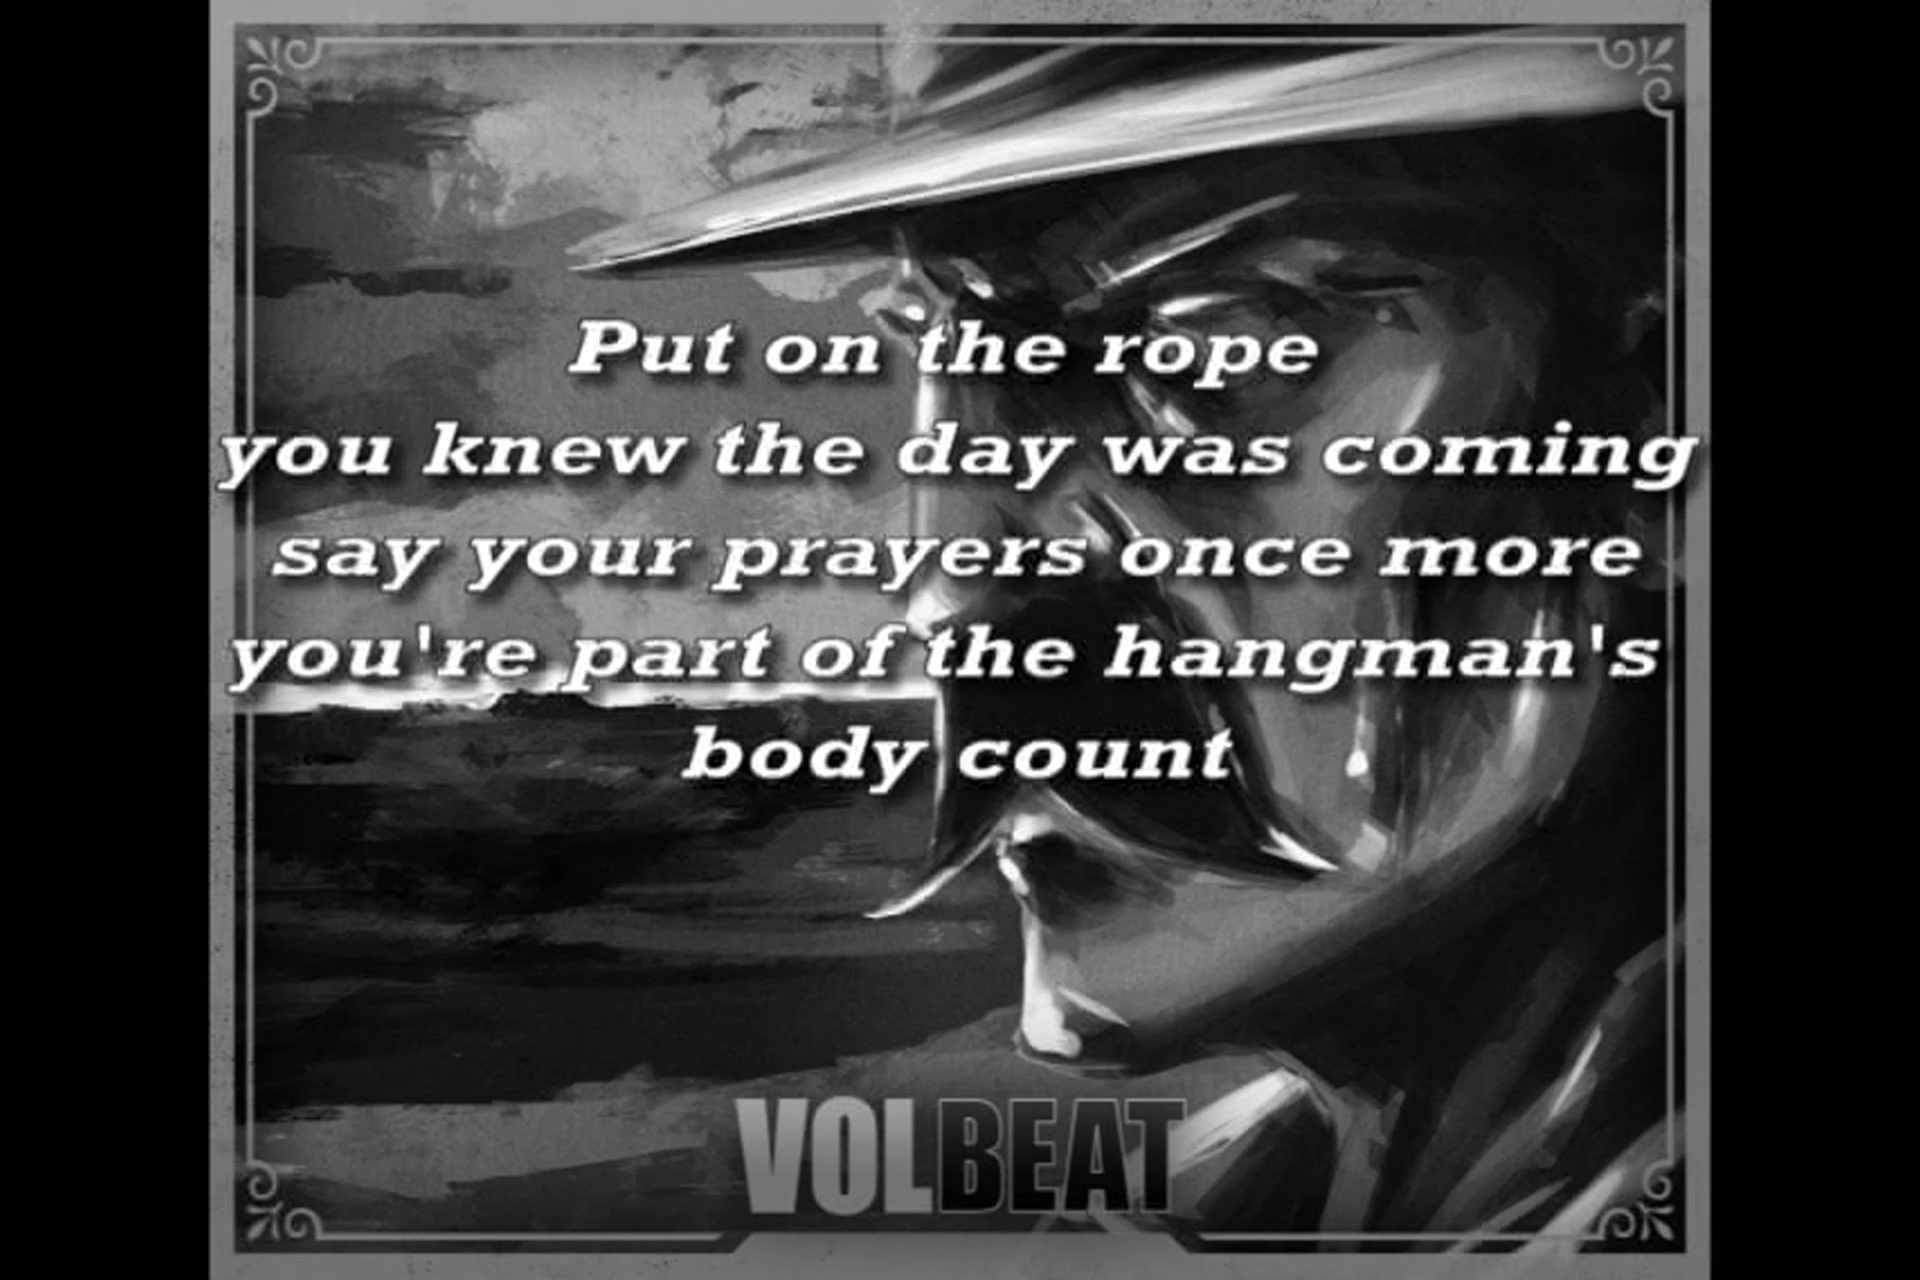 Put on the rope
you knew the day was coming
say your prayers once more
you're part of the hangman's
body count
VOLBEAT